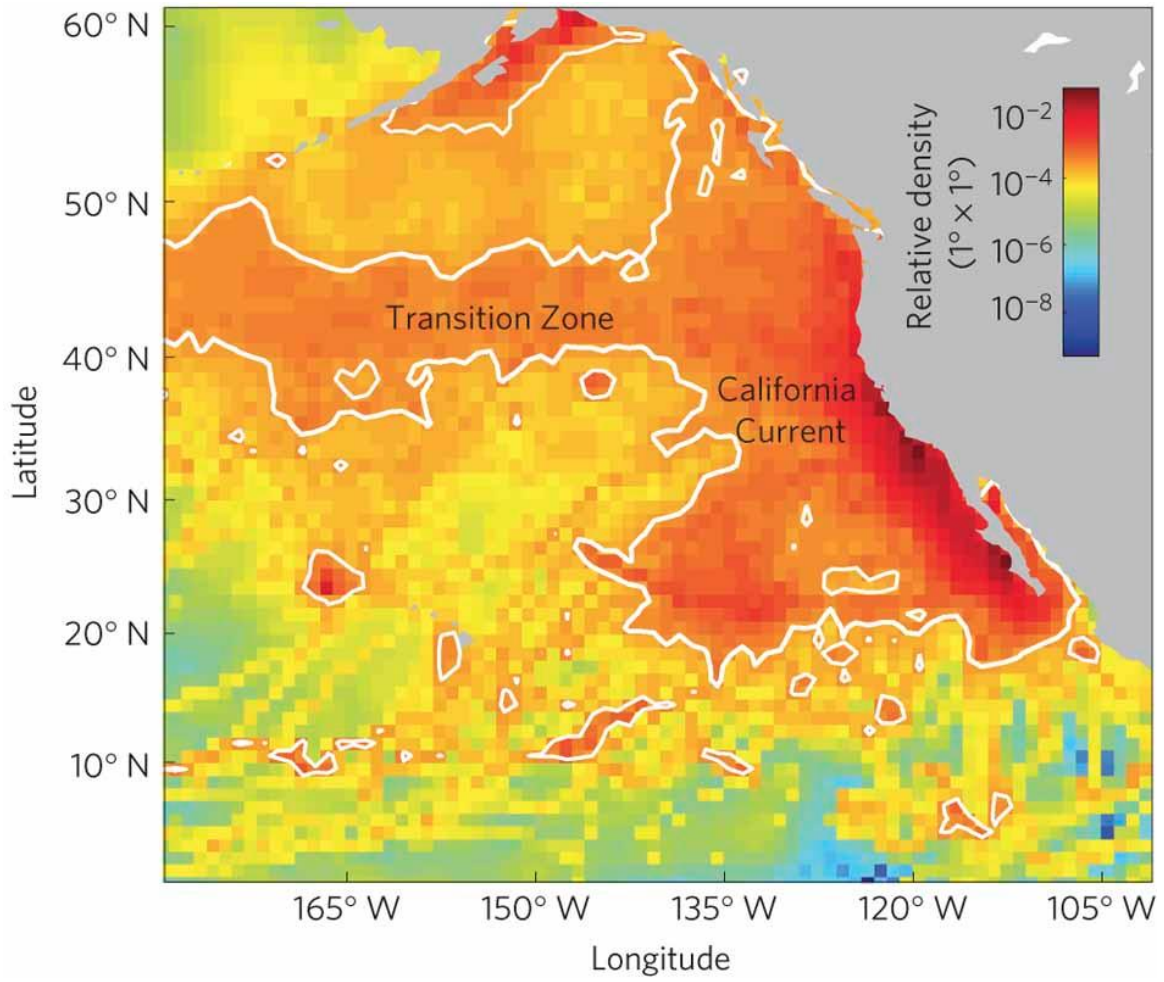 60° N
50° N
40° N
30° N
20° N
10° N
Latitude
165° W
150° W
135° W
120° W
105° W
Longitude
Transition Zone
California
Current
Relative density
(1° × 1°)
10⁻²
10⁻⁴
10⁻⁶
10⁻⁸